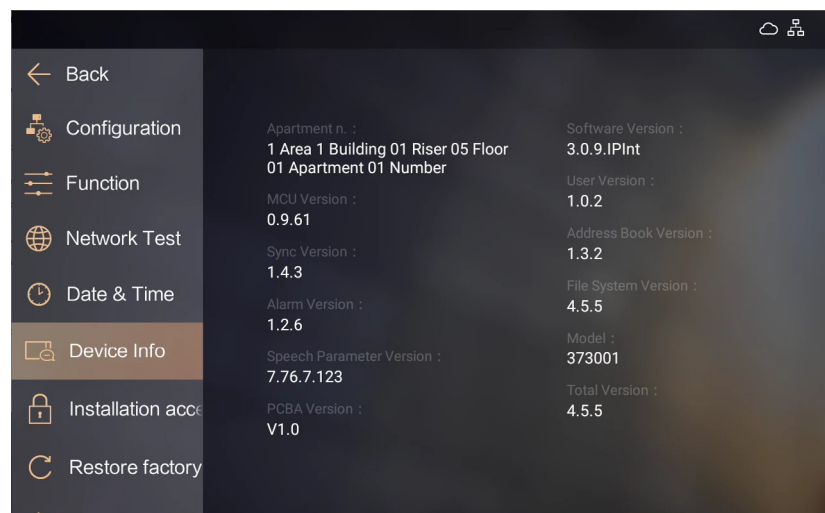 Back
Configuration
Function
Network Test
Date & Time
Device Info
Installation acce
Restore factory
Apartment n. :
1 Area 1 Building 01 Riser 05 Floor
01 Apartment 01 Number
MCU Version :
0.9.61
Sync Version :
1.4.3
Alarm Version :
1.2.6
Speech Parameter Version :
7.76.7.123
PCBA Version :
V1.0
Software Version :
3.0.9.IPInt
User Version :
1.0.2
Address Book Version :
1.3.2
File System Version :
4.5.5
Model :
373001
Total Version :
4.5.5